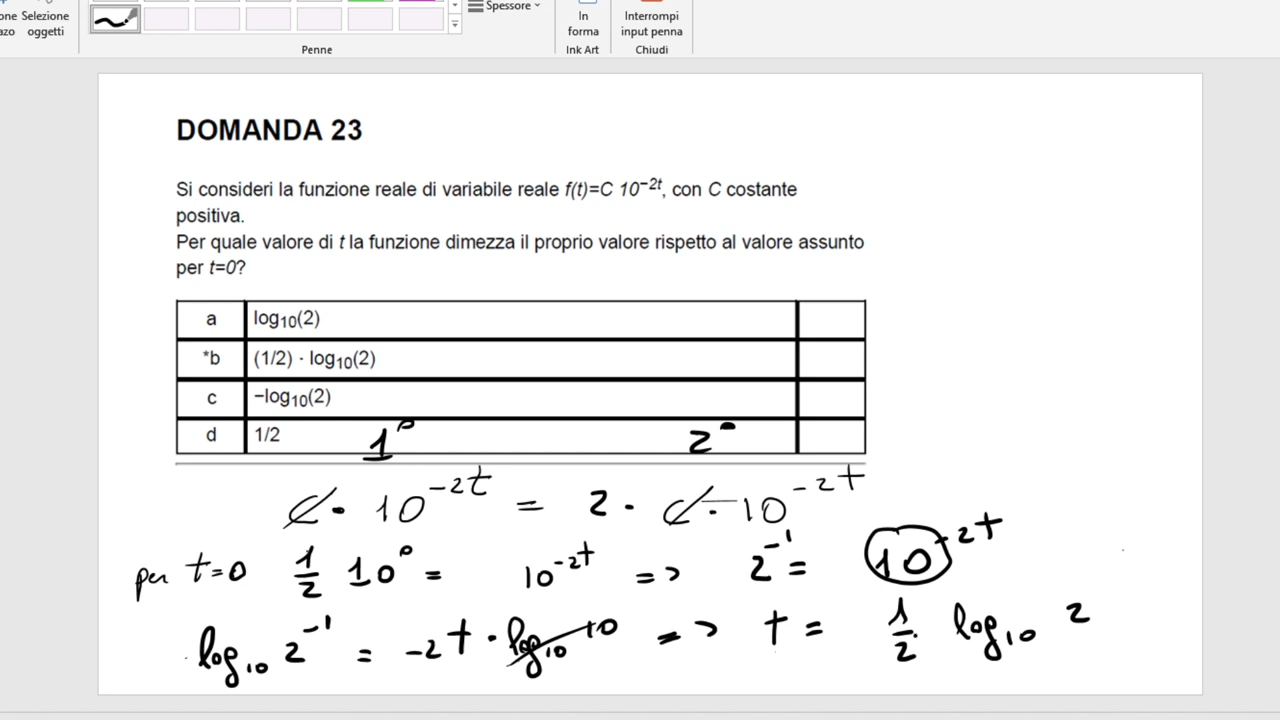 one Selezione
azo oggetti
Spessore
In
forma
Interrompi
input penna
Penne
Ink Art
Chiudi
DOMANDA 23
Si consideri la funzione reale di variabile reale f(t)=C 10⁻²ᵗ, con C costante
positiva.
Per quale valore di t la funzione dimezza il proprio valore rispetto al valore assunto
per t=0?
a log₁₀(2)
*b (1/2) · log₁₀(2)
c −log₁₀(2)
d 1/2 1° 2°
C · 10⁻²ᵗ = 2 · C · 10⁻²ᵗ
per t=0 1/2 10⁰ = 10⁻²ᵗ => 2⁻¹ = 10⁻²ᵗ
log₁₀ 2⁻¹ = -2t · log₁₀ 10 => t = 1/2 log₁₀ 2